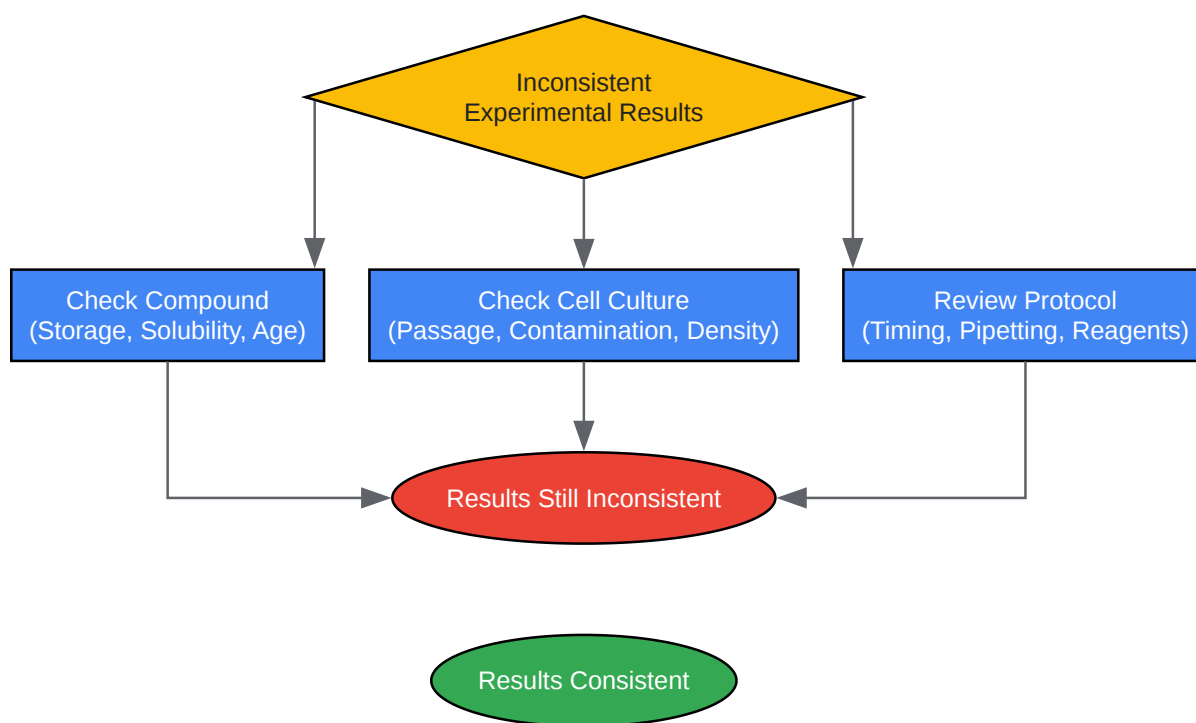 Inconsistent
Experimental Results
Check Compound
(Storage, Solubility, Age)
Check Cell Culture
(Passage, Contamination, Density)
Review Protocol
(Timing, Pipetting, Reagents)
Results Still Inconsistent
Results Consistent